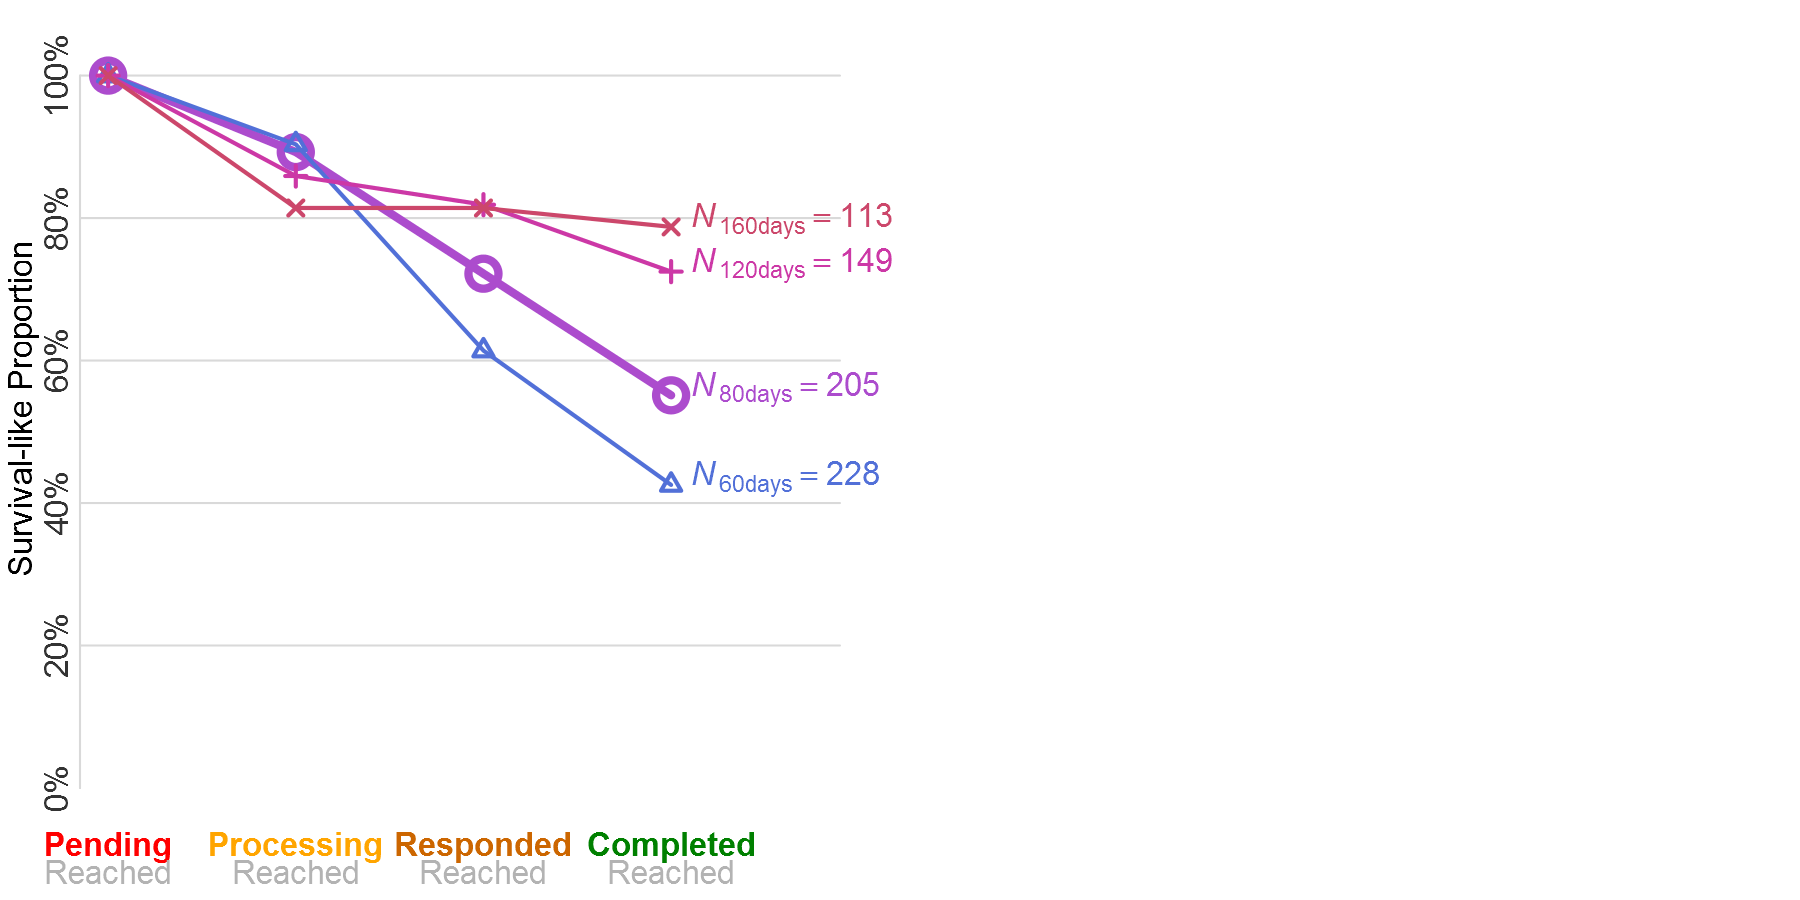 Survival-like Proportion
100%
80%
60%
40%
20%
0%
N160days = 113
N120days = 149
N80days = 205
N60days = 228
Pending Processing Responded Completed
Reached Reached Reached Reached